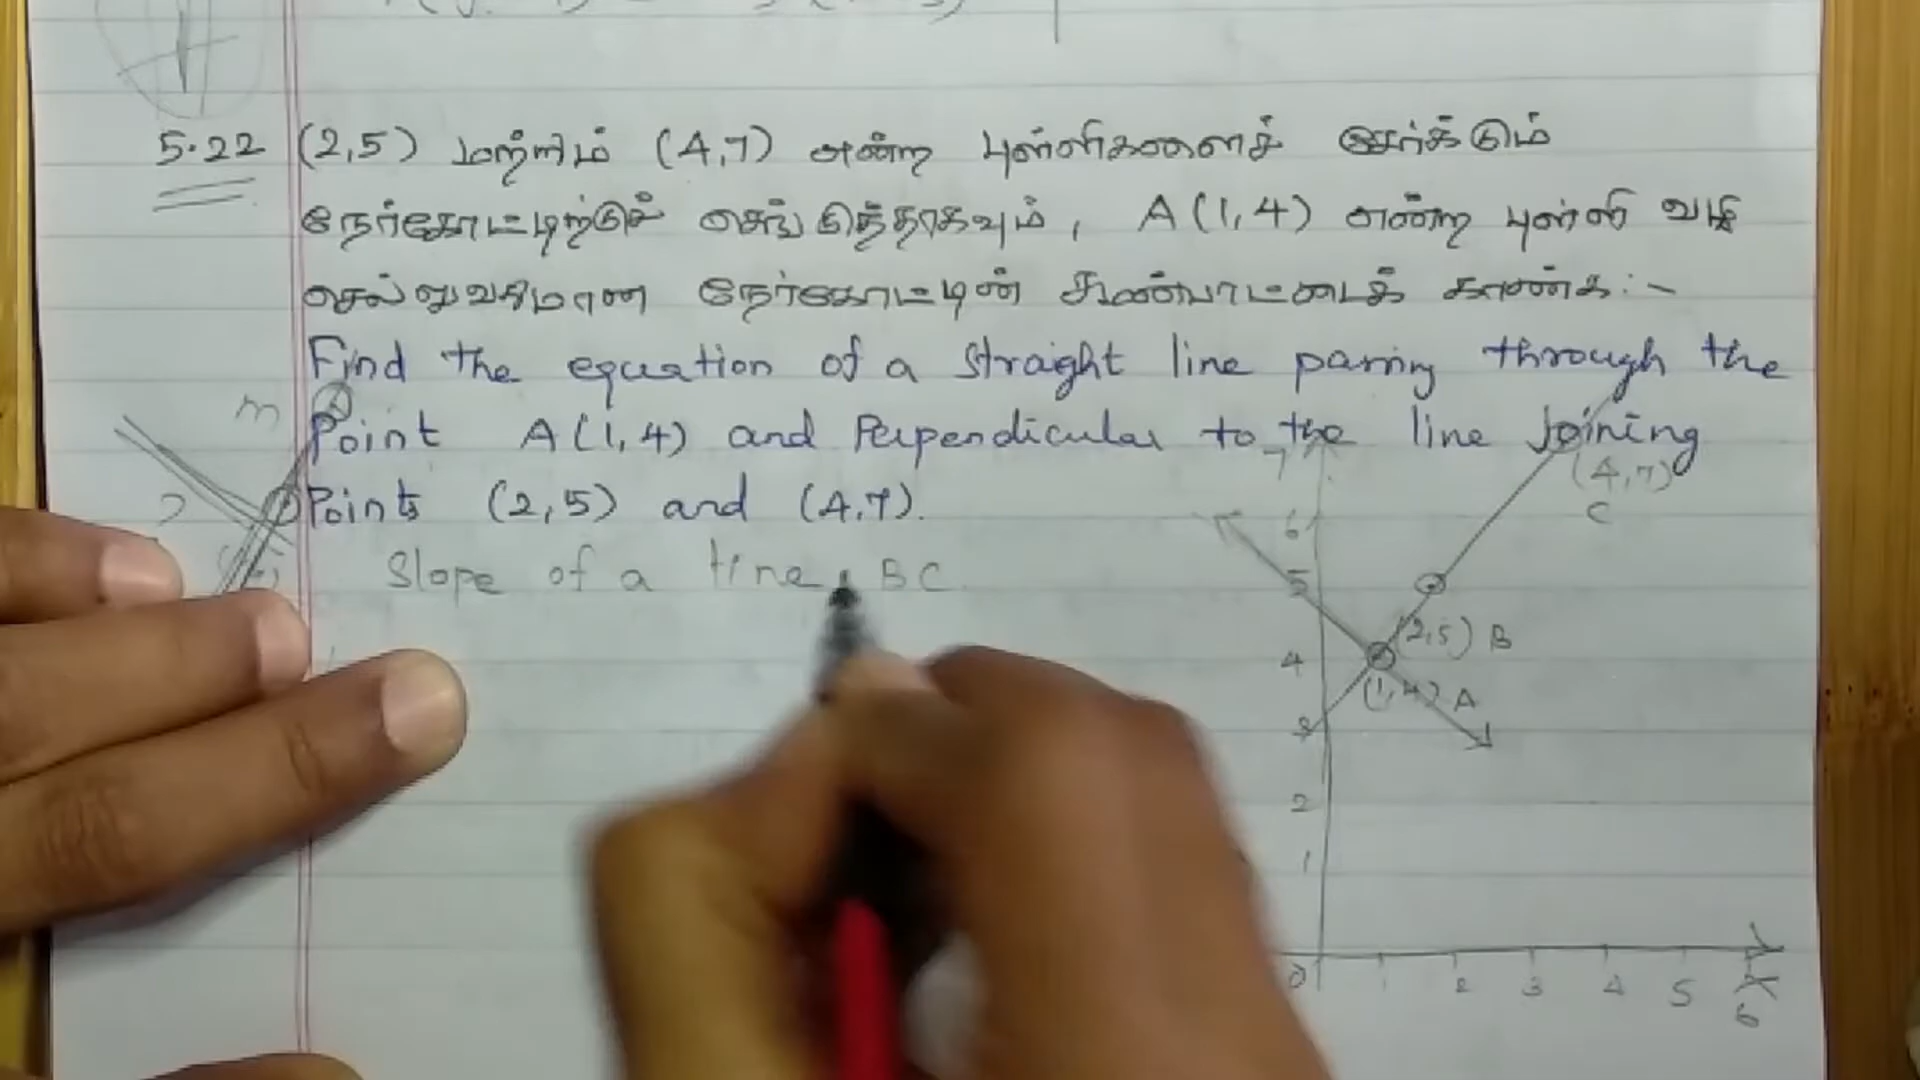 5.22 (2,5) மற்றும் (4,7) என்ற புள்ளிகளைச் சேர்க்கும்
நேர்கோட்டிற்குச் செங்குத்தாகவும், A(1,4) என்ற புள்ளி வழி
செல்லுவதுமான நேர்கோட்டின் சமன்பாட்டைக் காண்க:-
Find the equation of a straight line passing through the
Point A(1,4) and Perpendicular to the line joining
Points (2,5) and (4,7).
Slope of a line BC
7
(4,7)
C
6
5
(2,5) B
4
(1,4) A
3
2
1
0 1 2 3 4 5 6
X
m